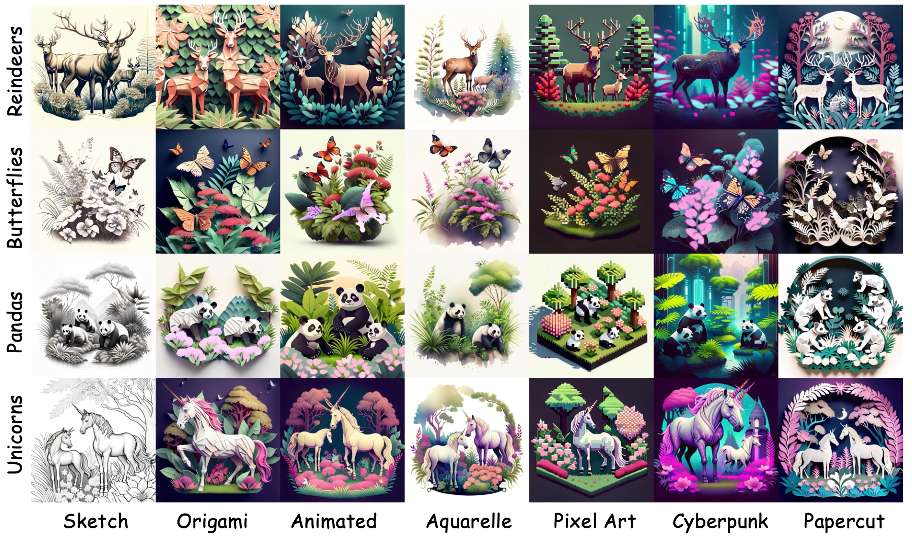 Reindeers
Butterflies
Pandas
Unicorns
Sketch Origami Animated Aquarelle Pixel Art Cyberpunk Papercut